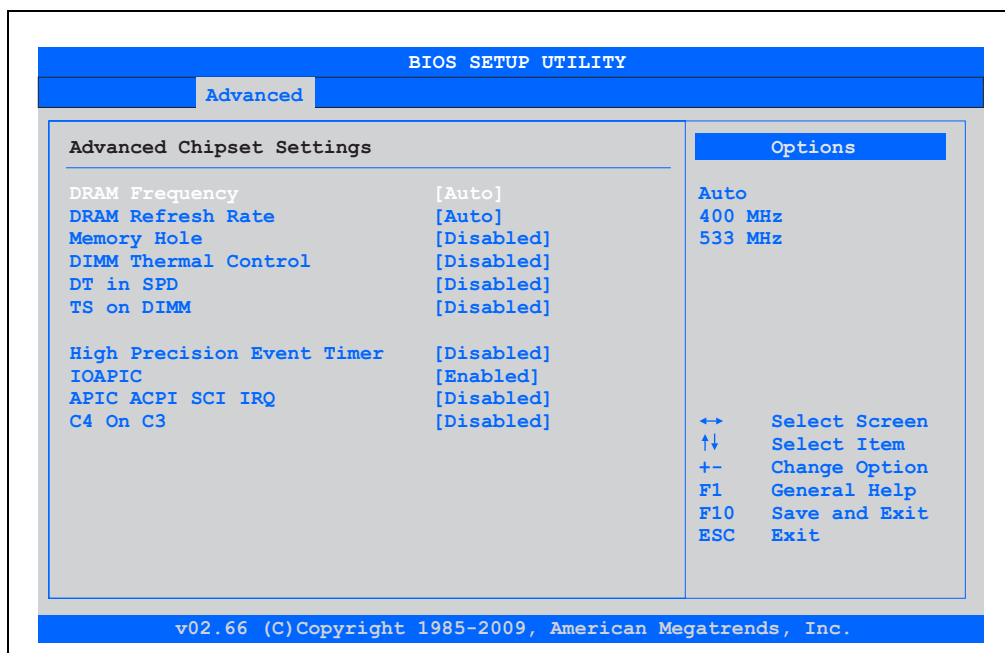 BIOS SETUP UTILITY
Advanced
Advanced Chipset Settings
DRAM Frequency [Auto]
DRAM Refresh Rate [Auto]
Memory Hole [Disabled]
DIMM Thermal Control [Disabled]
DT in SPD [Disabled]
TS on DIMM [Disabled]
High Precision Event Timer [Disabled]
IOAPIC [Enabled]
APIC ACPI SCI IRQ [Disabled]
C4 On C3 [Disabled]
Options
Auto
400 MHz
533 MHz
↔ Select Screen
↑↓ Select Item
+- Change Option
F1 General Help
F10 Save and Exit
ESC Exit
v02.66 (C)Copyright 1985-2009, American Megatrends, Inc.